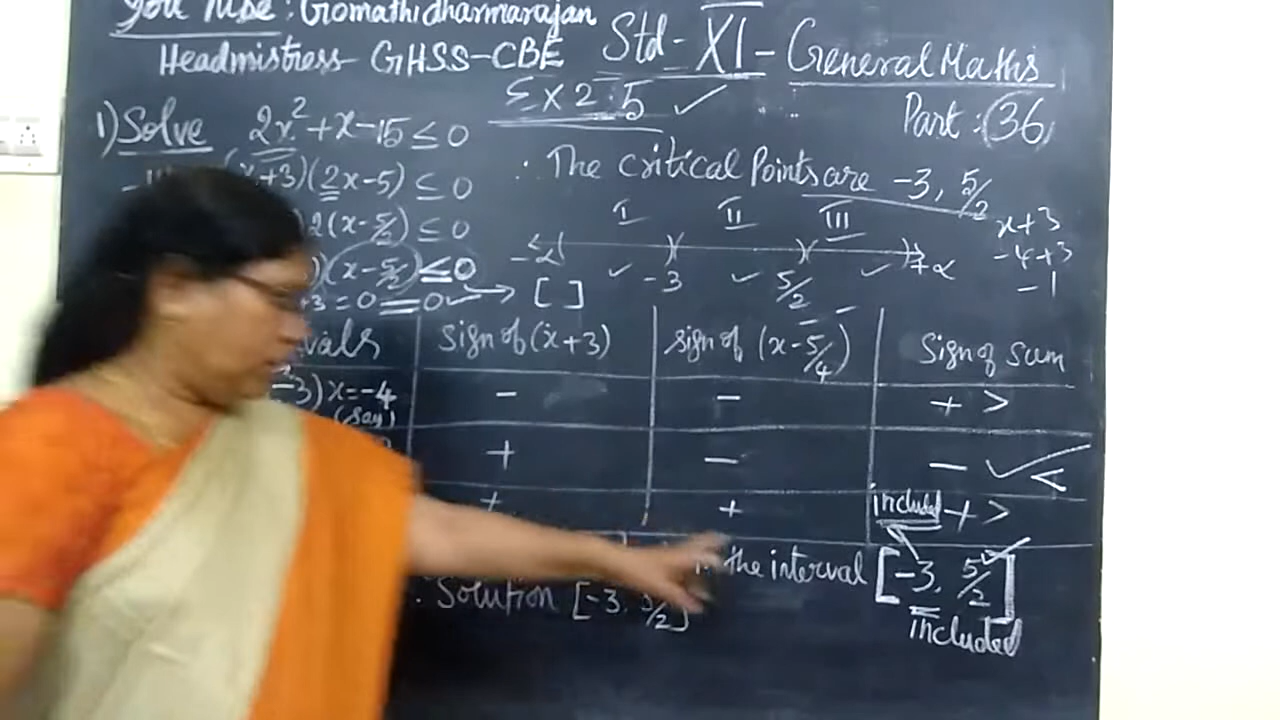 You Tube: Gomathidharmarajan
Headmistress GHSS-CBE
Std - XI - General Maths
Ex 2.5 ✓
Part: 36
1) Solve 2x² + x - 15 ≤ 0
+3)(2x-5) ≤ 0
2(x-5/2) ≤ 0
)(x-5/2) ≤ 0
+3 = 0 = 0 → [ ]
∴ The critical Points are -3, 5/2
I II III
-∝ -3 5/2 +∝
x+3
-4+3
-1
vals sign of (x+3) sign of (x-5/4) Sign of sum
-3) x=-4 - - + >
(say)
+ - - ✓ <
+ + + >
included
the interval [-3, 5/2] ✓
included
∴ Solution [-3, 5/2]